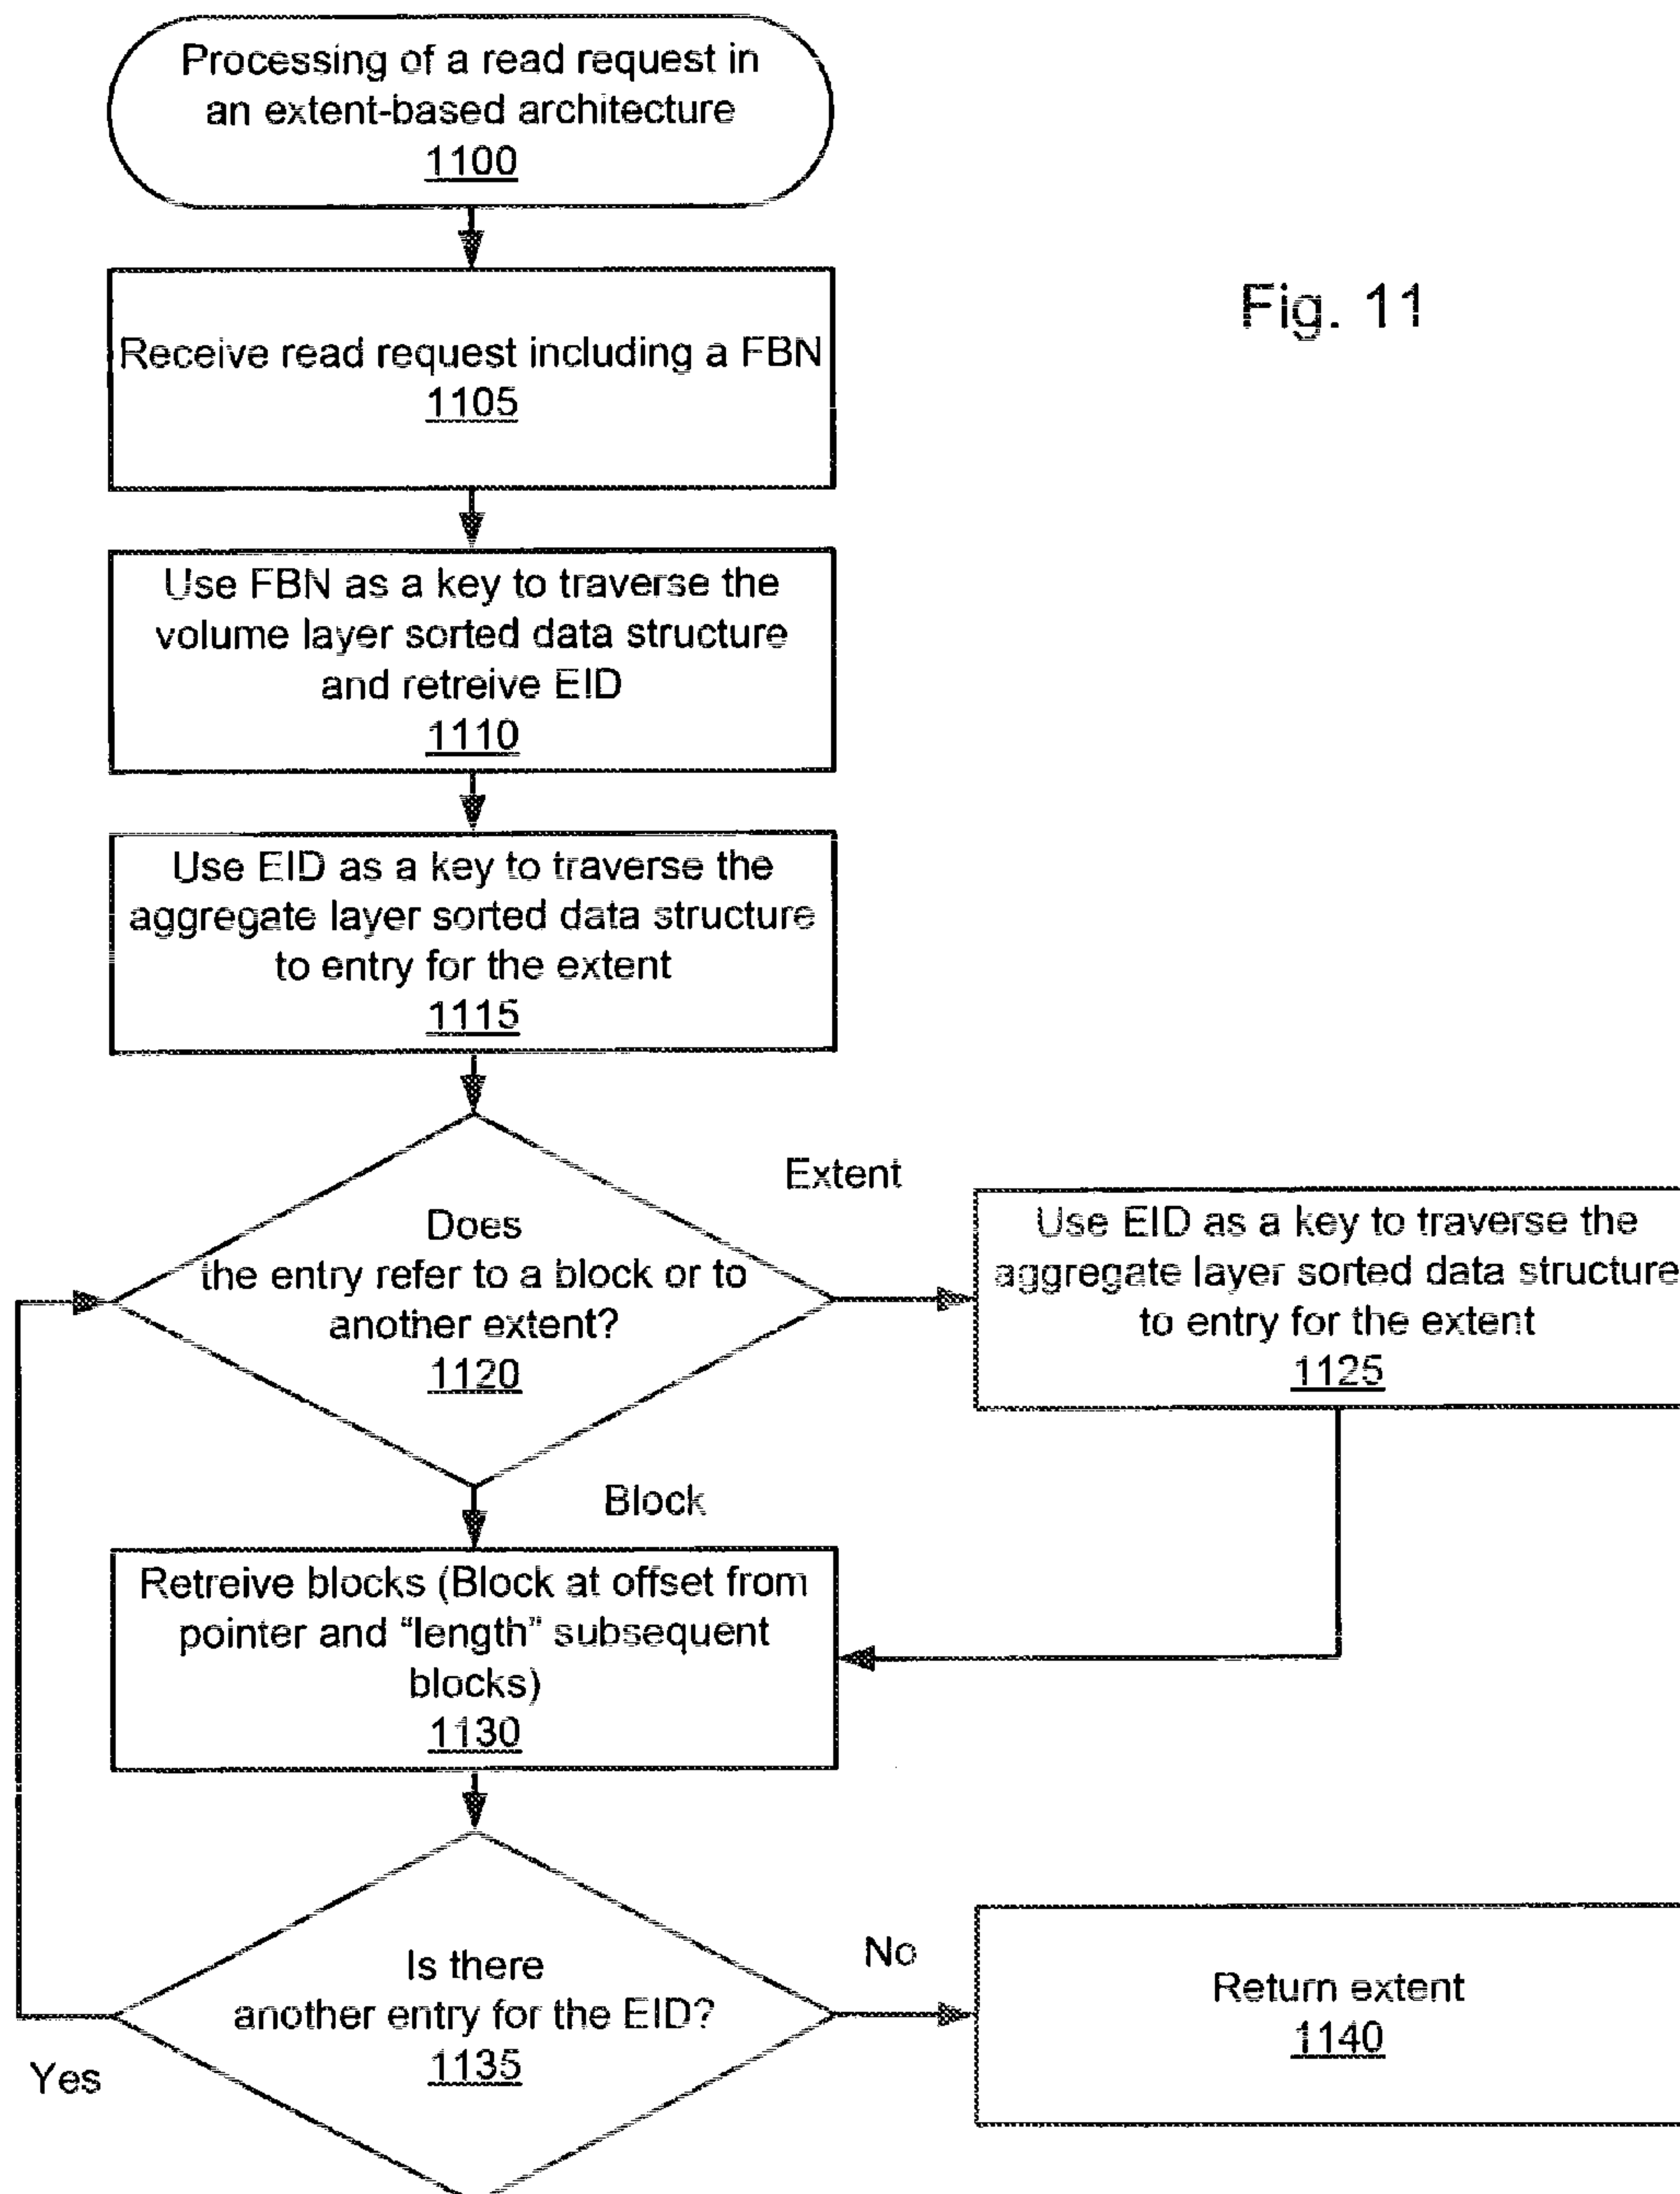 Processing of a read request in
an extent-based architecture
1100
Fig. 11
Receive read request including a FBN
1105
Use FBN as a key to traverse the
volume layer sorted data structure
and retreive EID
1110
Use EID as a key to traverse the
aggregate layer sorted data structure
to entry for the extent
1115
Does
the entry refer to a block or to
another extent?
1120
Extent
Use EID as a key to traverse the
aggregate layer sorted data structure
to entry for the extent
1125
Block
Retreive blocks (Block at offset from
pointer and “length” subsequent
blocks)
1130
Is there
another entry for the EID?
1135
Yes
No
Return extent
1140